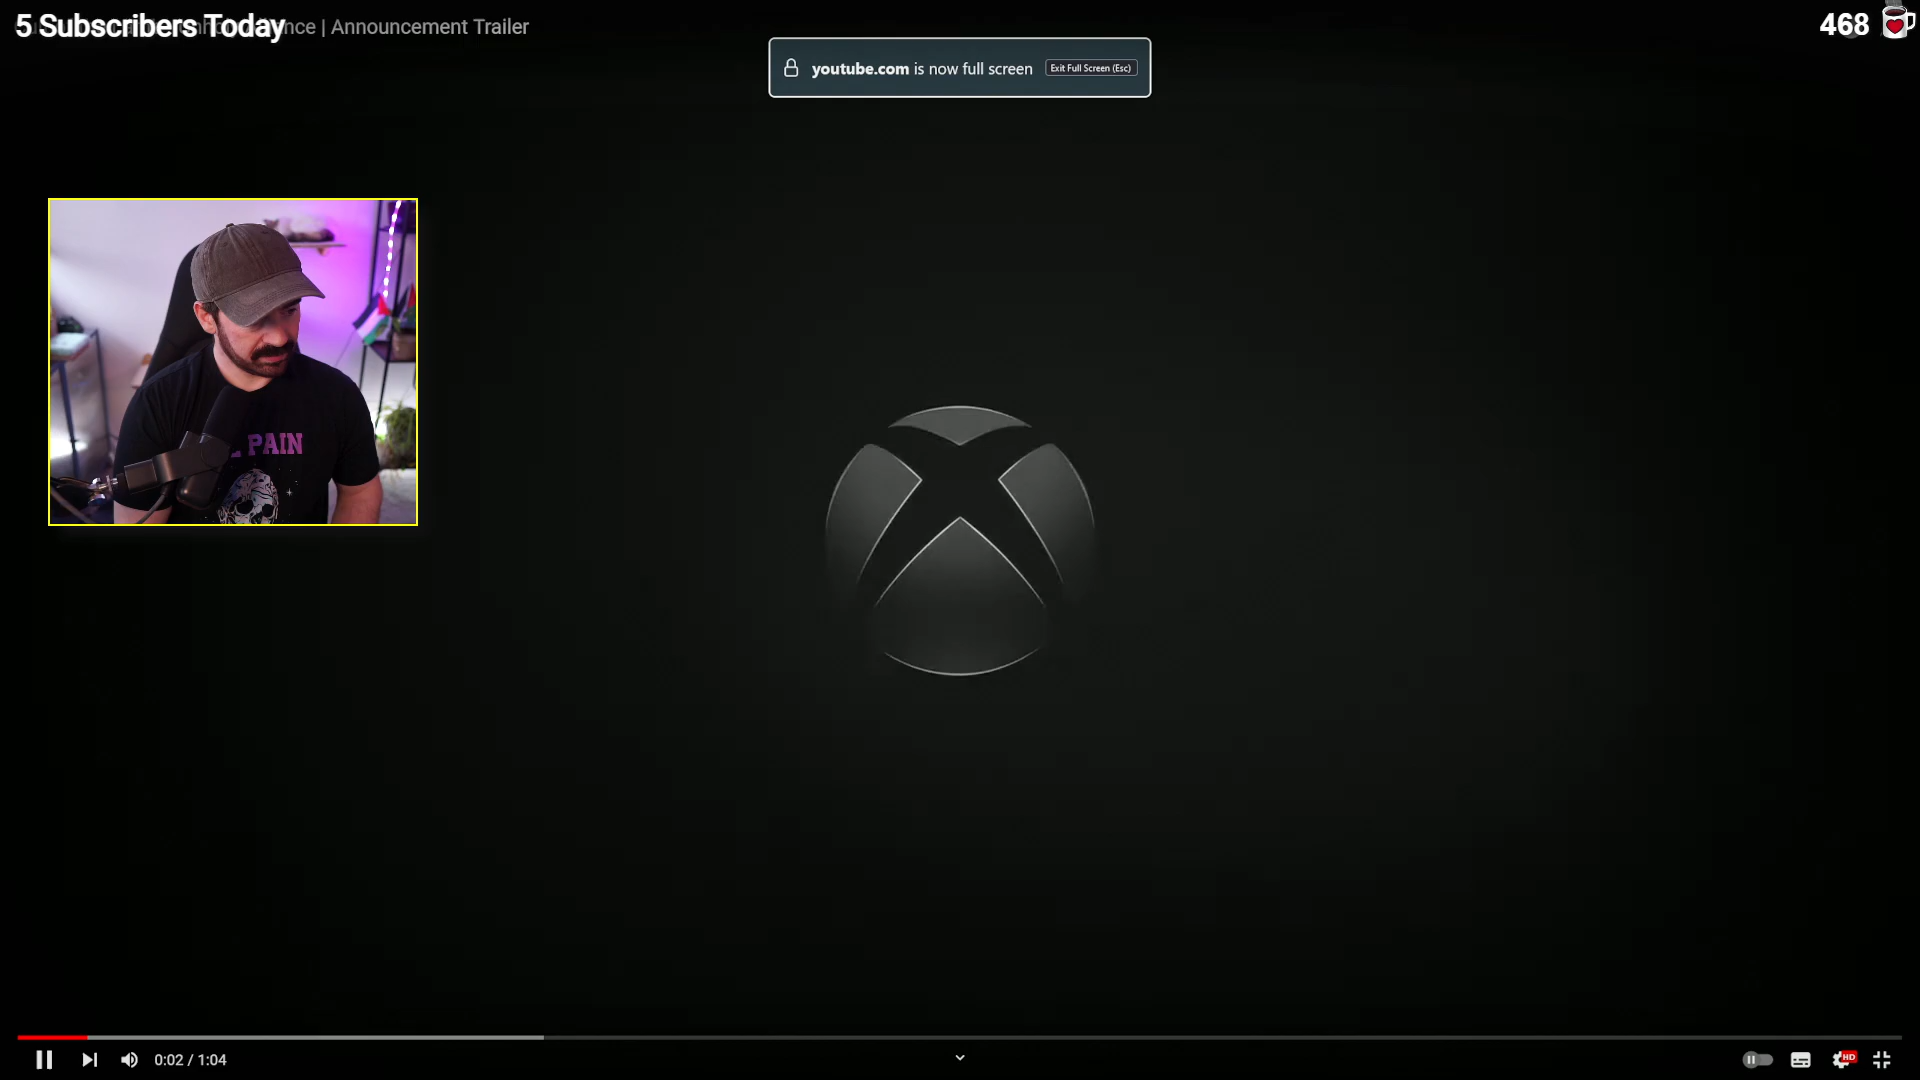 5 Subscribers Today
| Announcement Trailer
468
youtube.com is now full screen
Exit Full Screen (Esc)
PAIN
0:02 / 1:04
HD